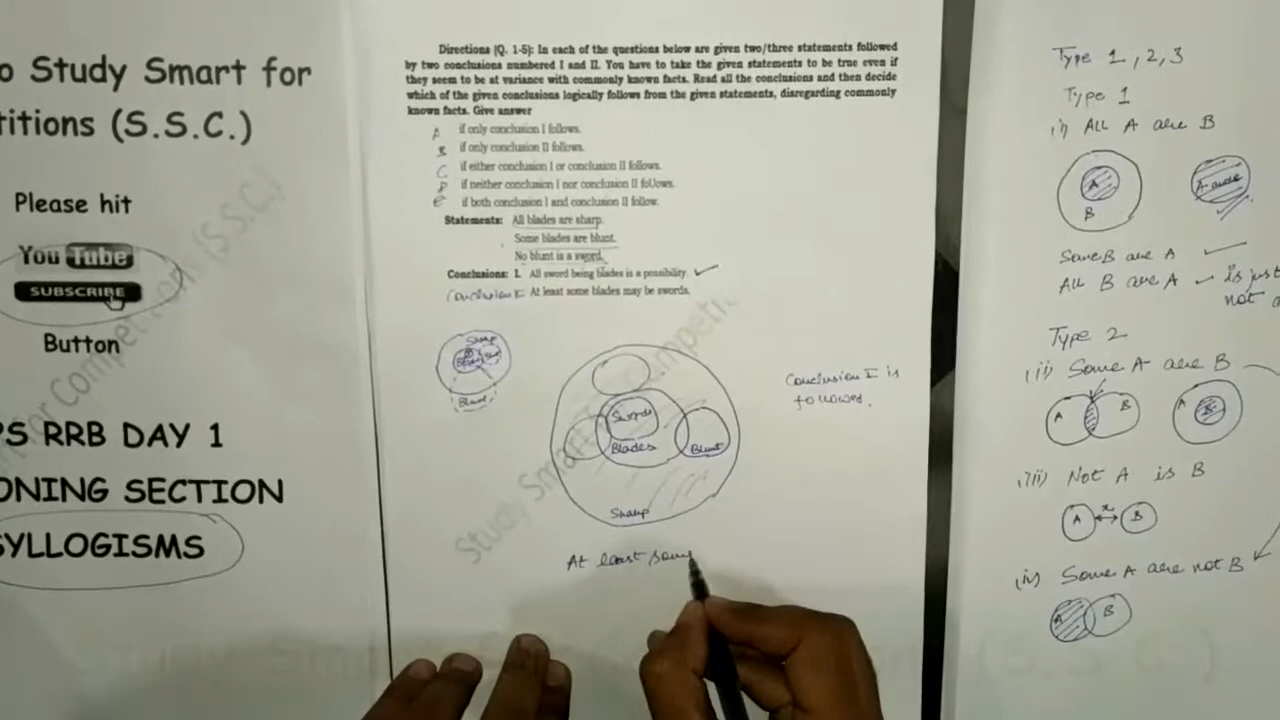 o Study Smart for
titions (S.S.C.)
Please hit
You Tube
SUBSCRIBE
Button
PS RRB DAY 1
ONING SECTION
SYLLOGISMS
Directions (Q. 1-5): In each of the questions below are given two/three statements followed
by two conclusions numbered I and II. You have to take the given statements to be true even if
they seem to be at variance with commonly known facts. Read all the conclusions and then decide
which of the given conclusions logically follows from the given statements, disregarding commonly
known facts. Give answer
A if only conclusion I follows.
B if only conclusion II follows.
C if either conclusion I or conclusion II follows.
D if neither conclusion I nor conclusion II follows.
e if both conclusion I and conclusion II follow.
Statements: All blades are sharp.
Some blades are blunt.
No blunt is a sword.
Conclusions: I. All sword being blades is a possibility.
Conclusion II At least some blades may be swords.
Sharp
Blunt
Swords
Blades
Blunt
Sharp
Conclusion I is
followed.
At least some
Type 1, 2, 3
Type 1
i) All A are B
A
B
Some B are A
All B are A is just
not
Type 2
(ii) Some A are B
A B
A B
(iii) Not A is B
A x B
(iv) Some A are not B
A B
Study Smart for Competitions (S.S.C.)